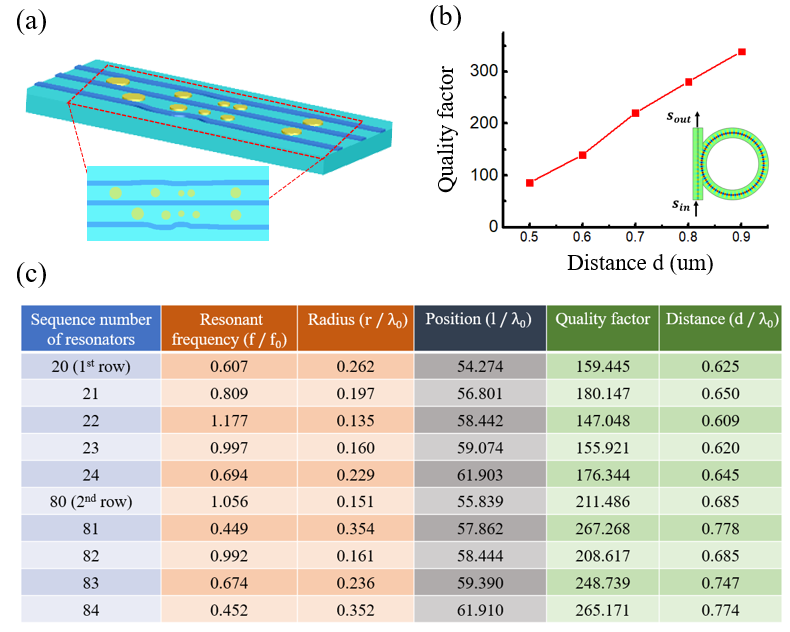 (a)
(b)
Quality factor
300
200
100
0
0.5 0.6 0.7 0.8 0.9
Distance d (um)
s_out
s_in
(c)
Sequence number of resonators | Resonant frequency (f / f₀) | Radius (r / λ₀) | Position (l / λ₀) | Quality factor | Distance (d / λ₀)
20 (1st row) 0.607 0.262 54.274 159.445 0.625
21 0.809 0.197 56.801 180.147 0.650
22 1.177 0.135 58.442 147.048 0.609
23 0.997 0.160 59.074 155.921 0.620
24 0.694 0.229 61.903 176.344 0.645
80 (2nd row) 1.056 0.151 55.839 211.486 0.685
81 0.449 0.354 57.862 267.268 0.778
82 0.992 0.161 58.444 208.617 0.685
83 0.674 0.236 59.390 248.739 0.747
84 0.452 0.352 61.910 265.171 0.774